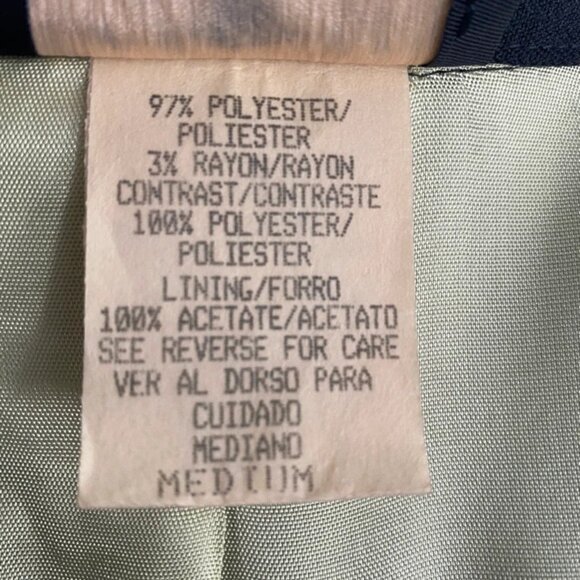 97% POLYESTER/
POLIESTER
3% RAYON/RAYON
CONTRAST/CONTRASTE
100% POLYESTER/
POLIESTER
LINING/FORRO
100% ACETATE/ACETATO
SEE REVERSE FOR CARE
VER AL DORSO PARA
CUIDADO
MEDIANO
MEDIUM